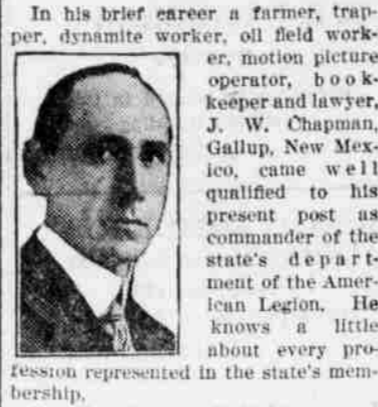 In his brief career a farmer, trap-
per, dynamite worker, oil field work-
er, motion picture
operator, book-
keeper and lawyer,
J. W. Chapman,
Gallup, New Mex-
ico, came well
qualified to his
present post as
commander of the
state's depart-
ment of the Amer-
ican Legion. He
knows a little
about every pro-
fession represented in the state's mem-
bership.